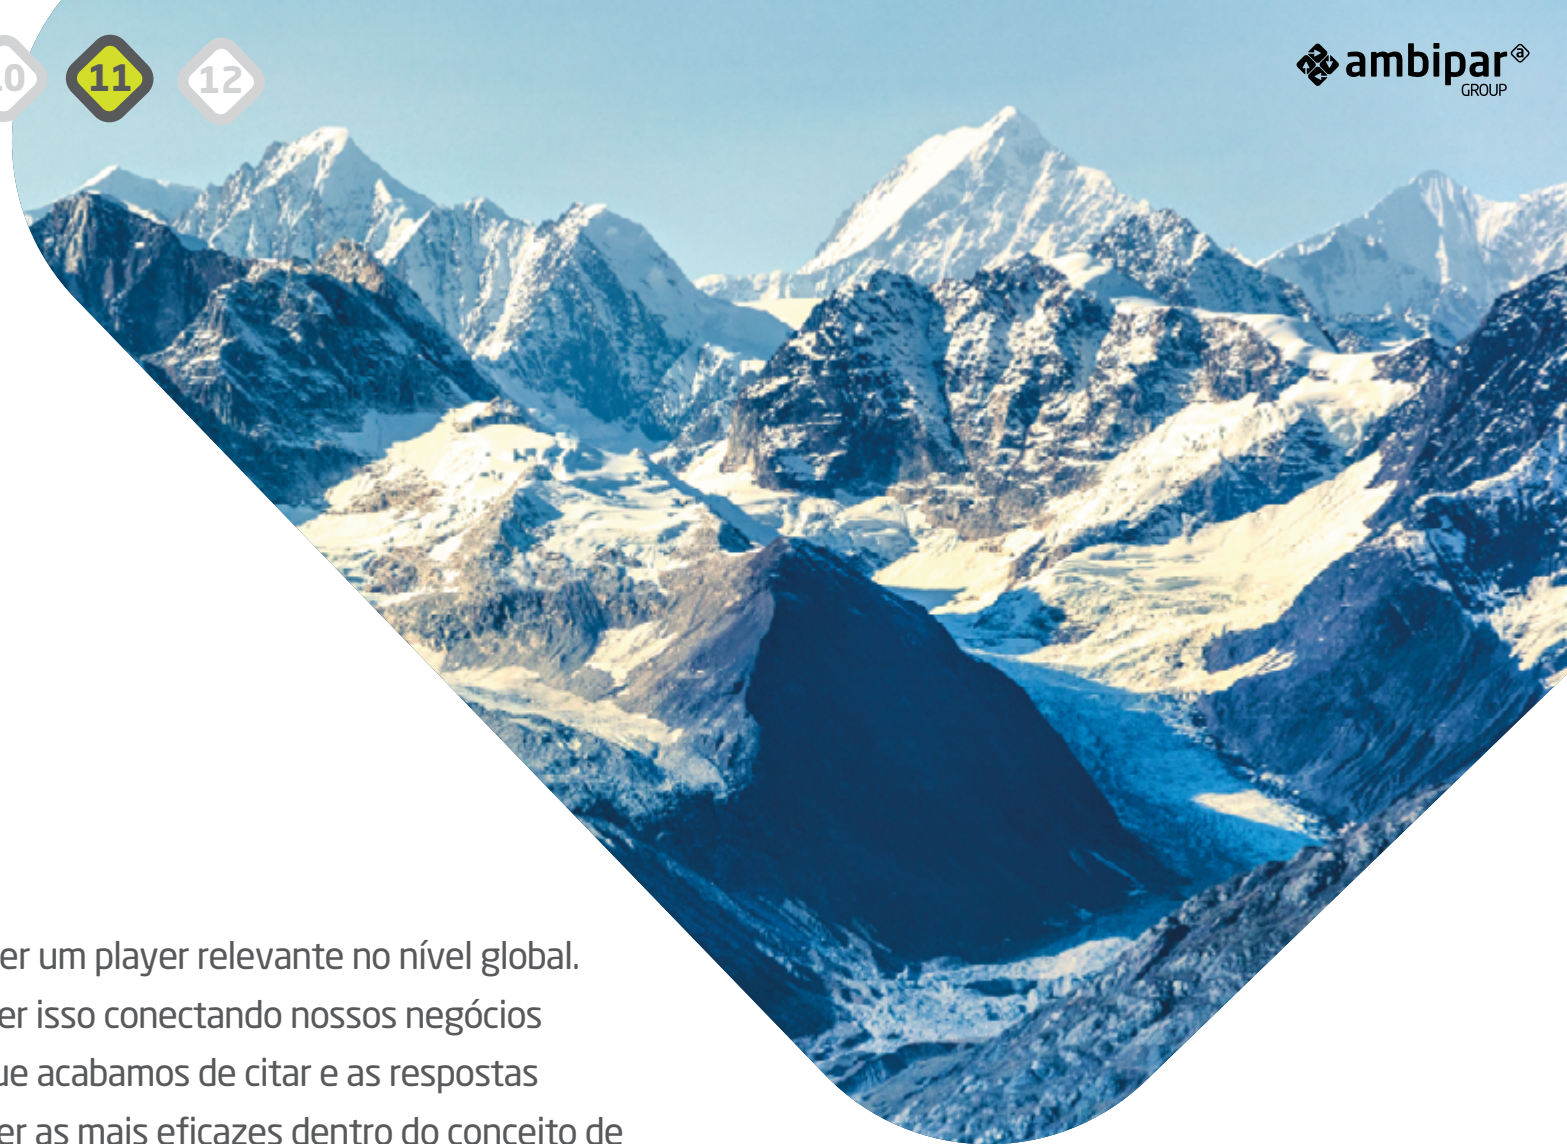 11
12
ambipar
GROUP
er um player relevante no nível global.
er isso conectando nossos negócios
ue acabamos de citar e as respostas
er as mais eficazes dentro do conceito de